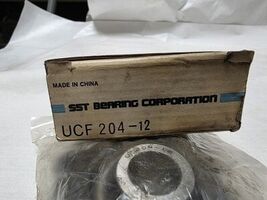 MADE IN CHINA
SST BEARING CORPORATION
UCF 204-12